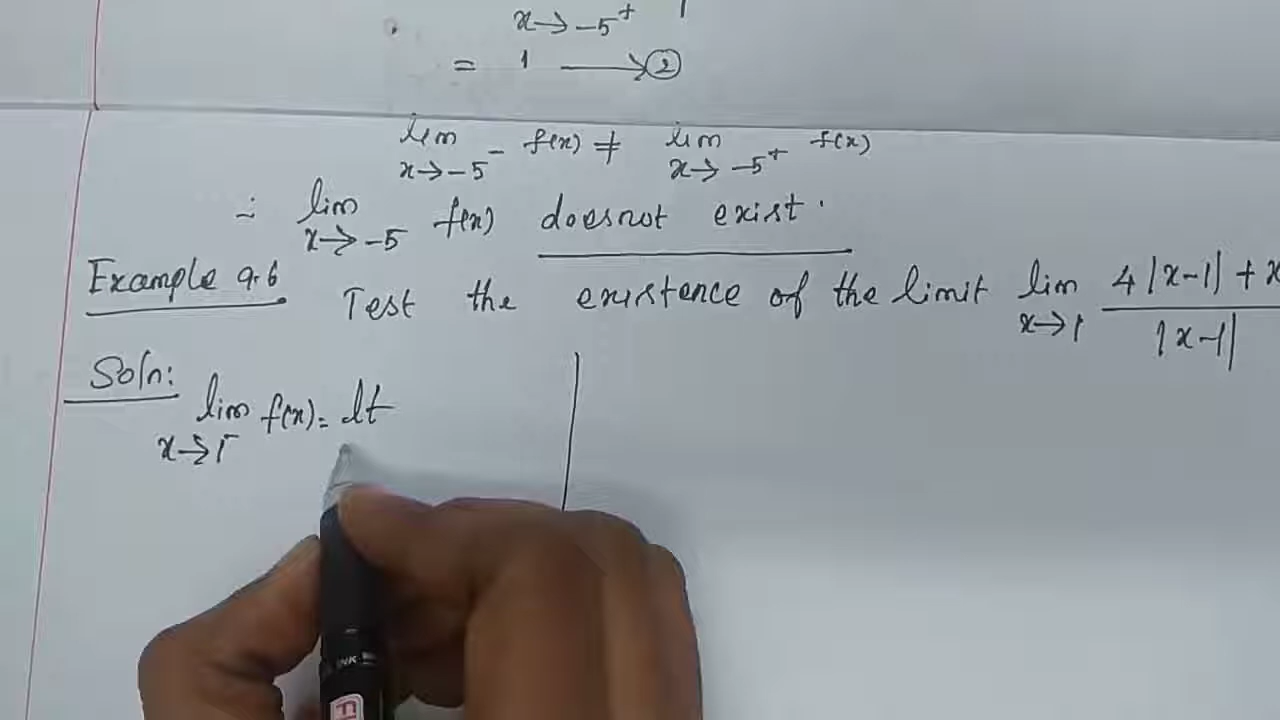 x→-5⁺ 1
= 1 → ②
lim x→-5⁻ f(x) ≠ lim x→-5⁺ f(x)
∴ lim x→-5 f(x) doesnot exist.
Example 9.6 Test the existence of the limit lim x→1 4|x-1| + x / |x-1|
Soln:
lim x→1⁻ f(x) = lt